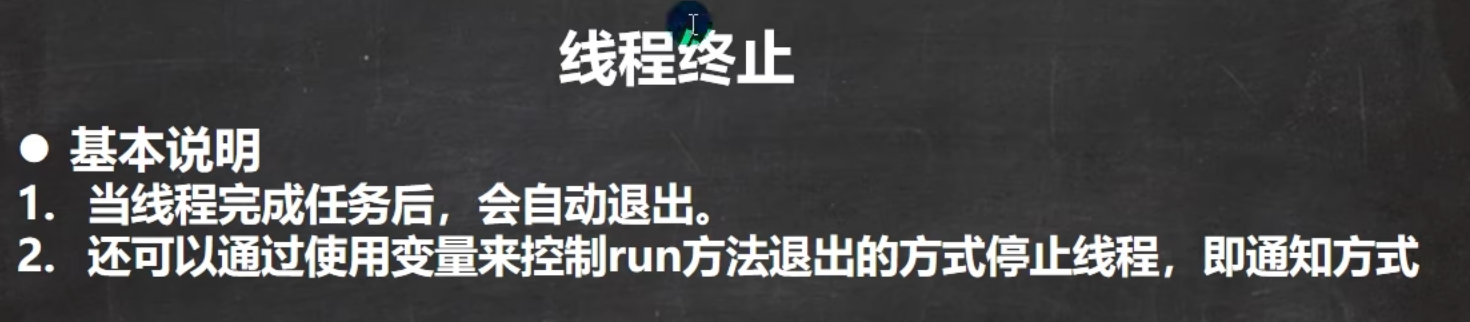 线程终止
● 基本说明
1. 当线程完成任务后，会自动退出。
2. 还可以通过使用变量来控制run方法退出的方式停止线程，即通知方式